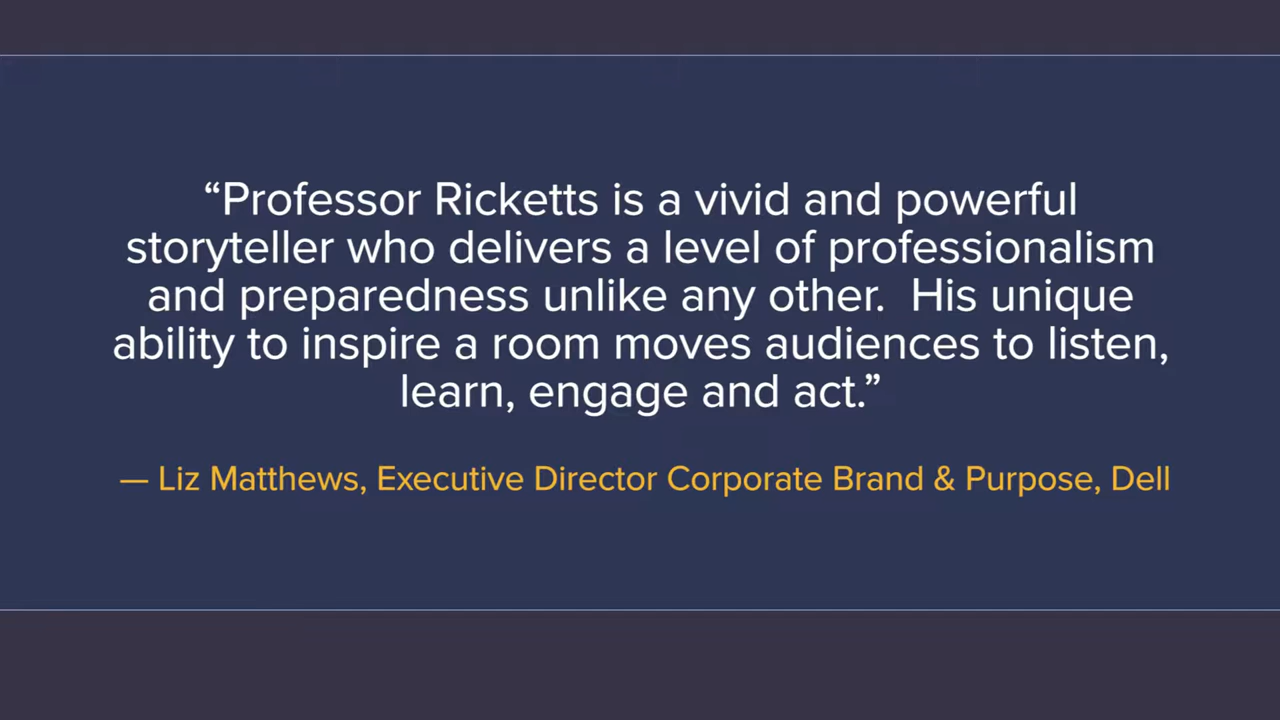 “Professor Ricketts is a vivid and powerful
storyteller who delivers a level of professionalism
and preparedness unlike any other.  His unique
ability to inspire a room moves audiences to listen,
learn, engage and act.”
— Liz Matthews, Executive Director Corporate Brand & Purpose, Dell